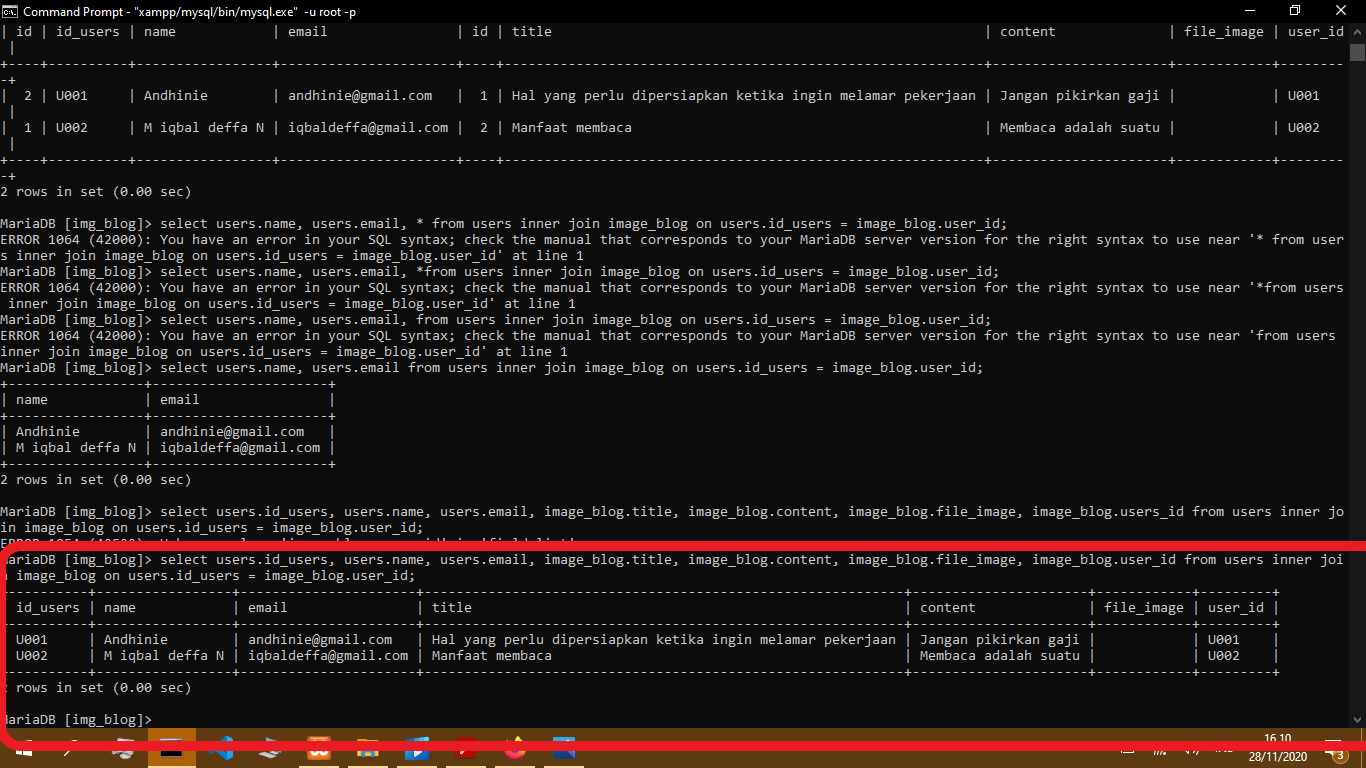 Command Prompt - "xampp/mysql/bin/mysql.exe" -u root -p
| id | id_users | name | email | id | title | content | file_image | user_id
|
+----+----------+----------------+-----------------------+----+------------------------------------------------------------+-----------------------+------------+--------
-+
| 2 | U001 | Andhinie | andhinie@gmail.com | 1 | Hal yang perlu dipersiapkan ketika ingin melamar pekerjaan | Jangan pikirkan gaji | | U001
|
| 1 | U002 | M iqbal deffa N | iqbaldeffa@gmail.com | 2 | Manfaat membaca | Membaca adalah suatu | | U002
|
+----+----------+----------------+-----------------------+----+------------------------------------------------------------+-----------------------+------------+--------
-+
2 rows in set (0.00 sec)
MariaDB [img_blog]> select users.name, users.email, * from users inner join image_blog on users.id_users = image_blog.user_id;
ERROR 1064 (42000): You have an error in your SQL syntax; check the manual that corresponds to your MariaDB server version for the right syntax to use near '* from user
s inner join image_blog on users.id_users = image_blog.user_id' at line 1
MariaDB [img_blog]> select users.name, users.email, *from users inner join image_blog on users.id_users = image_blog.user_id;
ERROR 1064 (42000): You have an error in your SQL syntax; check the manual that corresponds to your MariaDB server version for the right syntax to use near '*from users
inner join image_blog on users.id_users = image_blog.user_id' at line 1
MariaDB [img_blog]> select users.name, users.email, from users inner join image_blog on users.id_users = image_blog.user_id;
ERROR 1064 (42000): You have an error in your SQL syntax; check the manual that corresponds to your MariaDB server version for the right syntax to use near 'from users
inner join image_blog on users.id_users = image_blog.user_id' at line 1
MariaDB [img_blog]> select users.name, users.email from users inner join image_blog on users.id_users = image_blog.user_id;
+-----------------+----------------------+
| name | email |
+-----------------+----------------------+
| Andhinie | andhinie@gmail.com |
| M iqbal deffa N | iqbaldeffa@gmail.com |
+-----------------+----------------------+
2 rows in set (0.00 sec)
MariaDB [img_blog]> select users.id_users, users.name, users.email, image_blog.title, image_blog.content, image_blog.file_image, image_blog.users_id from users inner jo
in image_blog on users.id_users = image_blog.user_id;
MariaDB [img_blog]> select users.id_users, users.name, users.email, image_blog.title, image_blog.content, image_blog.file_image, image_blog.user_id from users inner joi
image_blog on users.id_users = image_blog.user_id;
----------+-----------------+----------------------+------------------------------------------------------------+----------------------+------------+---------+
id_users | name | email | title | content | file_image | user_id |
----------+-----------------+----------------------+------------------------------------------------------------+----------------------+------------+---------+
U001 | Andhinie | andhinie@gmail.com | Hal yang perlu dipersiapkan ketika ingin melamar pekerjaan | Jangan pikirkan gaji | | U001 |
U002 | M iqbal deffa N | iqbaldeffa@gmail.com | Manfaat membaca | Membaca adalah suatu | | U002 |
----------+-----------------+----------------------+------------------------------------------------------------+----------------------+------------+---------+
rows in set (0.00 sec)
MariaDB [img_blog]>
16.10
28/11/2020
3